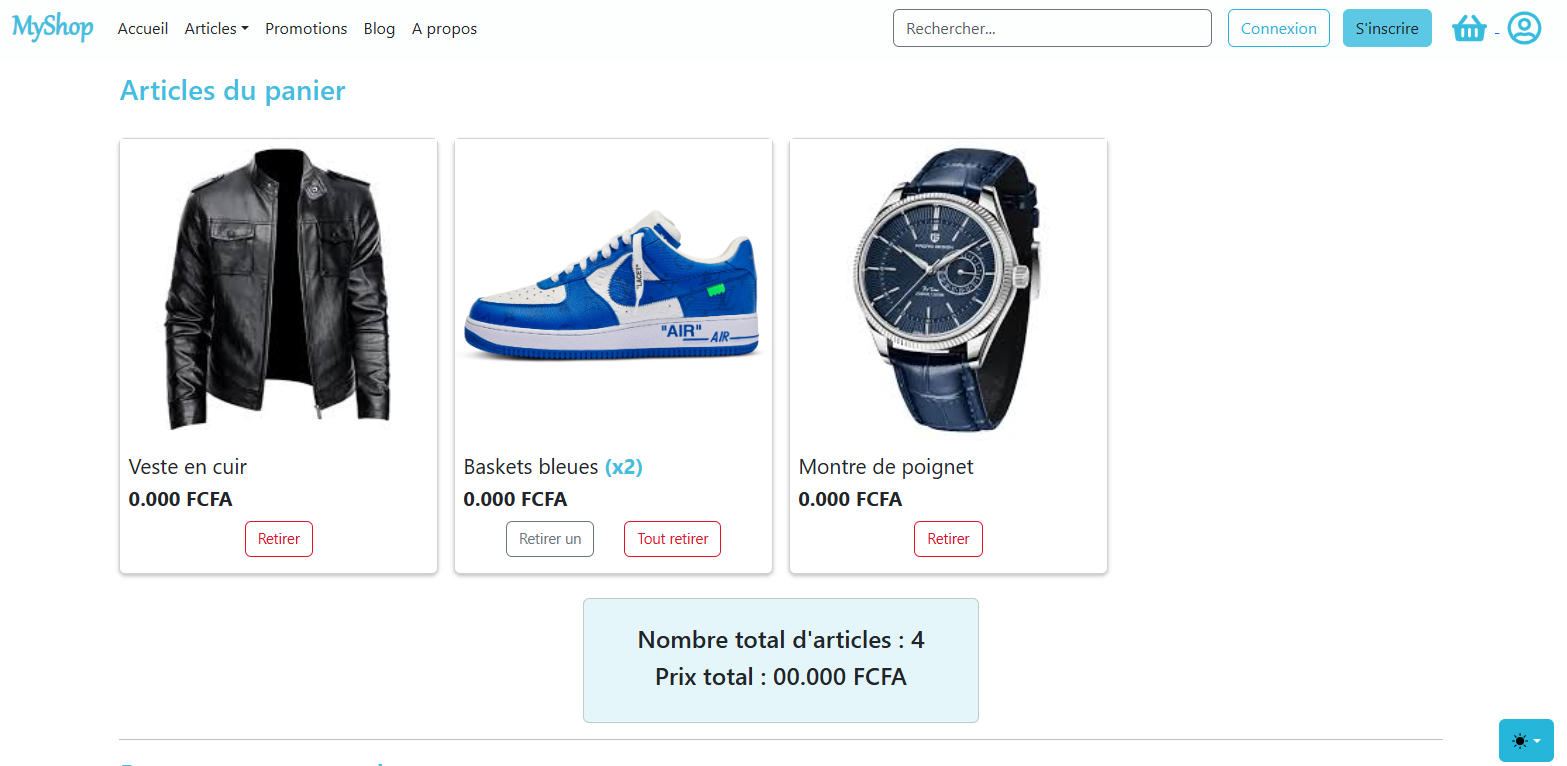 MyShop Accueil Articles Promotions Blog A propos Rechercher... Connexion S'inscrire -
Articles du panier
"LACET"
"AIR" AIR
PAGANI DESIGN
Veste en cuir
0.000 FCFA
Retirer
Baskets bleues (x2)
0.000 FCFA
Retirer un Tout retirer
Montre de poignet
0.000 FCFA
Retirer
Nombre total d'articles : 4
Prix total : 00.000 FCFA